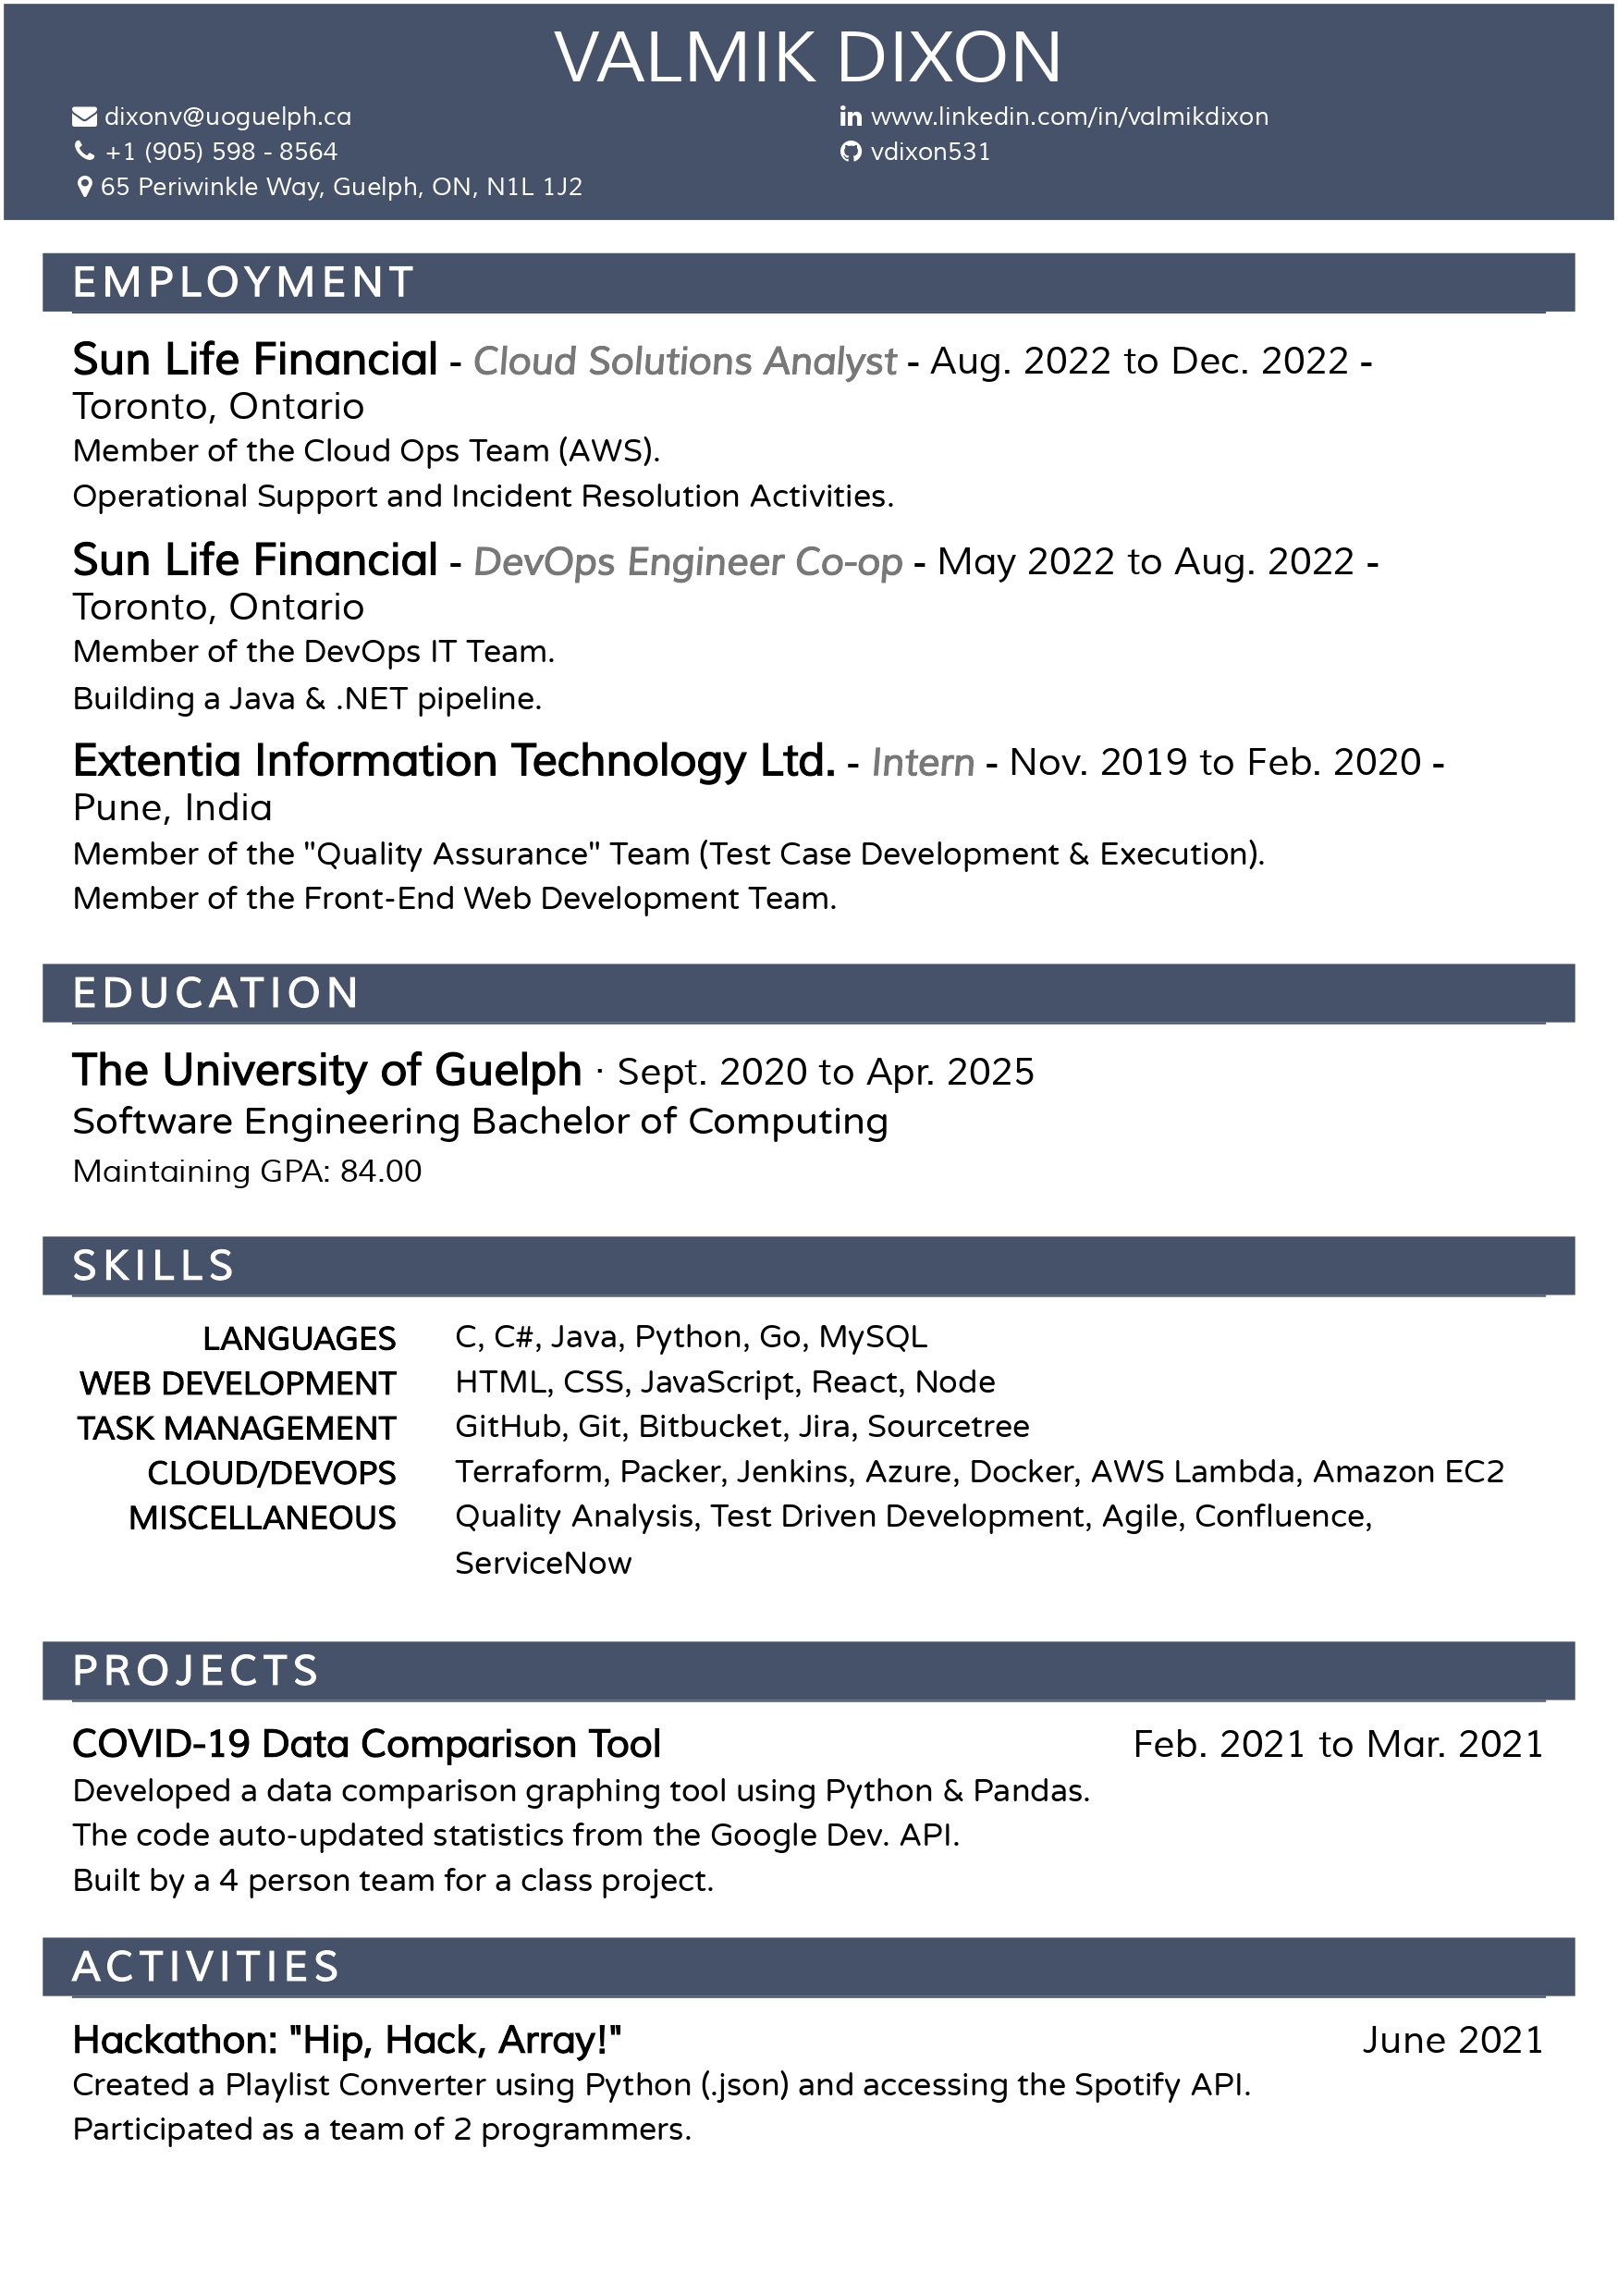 VALMIK DIXON
dixonv@uoguelph.ca
www.linkedin.com/in/valmikdixon
+1 (905) 598 - 8564
vdixon531
65 Periwinkle Way, Guelph, ON, N1L 1J2
EMPLOYMENT
Sun Life Financial - Cloud Solutions Analyst - Aug. 2022 to Dec. 2022 -
Toronto, Ontario
Member of the Cloud Ops Team (AWS).
Operational Support and Incident Resolution Activities.
Sun Life Financial - DevOps Engineer Co-op - May 2022 to Aug. 2022 -
Toronto, Ontario
Member of the DevOps IT Team.
Building a Java & .NET pipeline.
Extentia Information Technology Ltd. - Intern - Nov. 2019 to Feb. 2020 -
Pune, India
Member of the "Quality Assurance" Team (Test Case Development & Execution).
Member of the Front-End Web Development Team.
EDUCATION
The University of Guelph · Sept. 2020 to Apr. 2025
Software Engineering Bachelor of Computing
Maintaining GPA: 84.00
SKILLS
LANGUAGES C, C#, Java, Python, Go, MySQL
WEB DEVELOPMENT HTML, CSS, JavaScript, React, Node
TASK MANAGEMENT GitHub, Git, Bitbucket, Jira, Sourcetree
CLOUD/DEVOPS Terraform, Packer, Jenkins, Azure, Docker, AWS Lambda, Amazon EC2
MISCELLANEOUS Quality Analysis, Test Driven Development, Agile, Confluence,
ServiceNow
PROJECTS
COVID-19 Data Comparison Tool Feb. 2021 to Mar. 2021
Developed a data comparison graphing tool using Python & Pandas.
The code auto-updated statistics from the Google Dev. API.
Built by a 4 person team for a class project.
ACTIVITIES
Hackathon: "Hip, Hack, Array!" June 2021
Created a Playlist Converter using Python (.json) and accessing the Spotify API.
Participated as a team of 2 programmers.